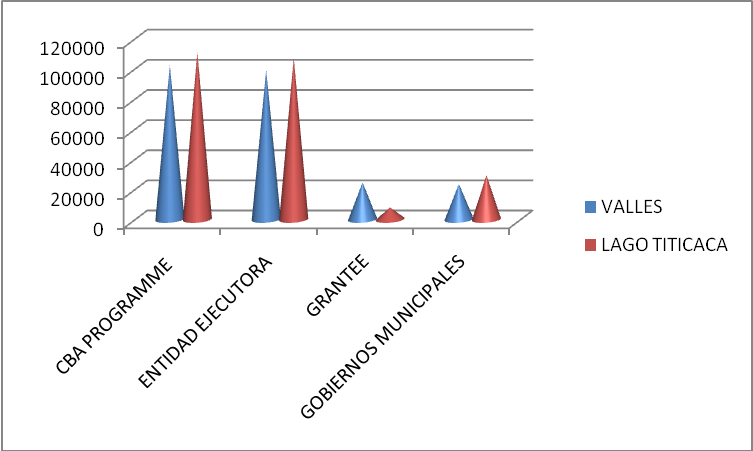 120000
100000
80000
60000
40000
20000
0
CBA PROGRAMME
ENTIDAD EJECUTORA
GRANTEE
GOBIERNOS MUNICIPALES
VALLES
LAGO TITICACA